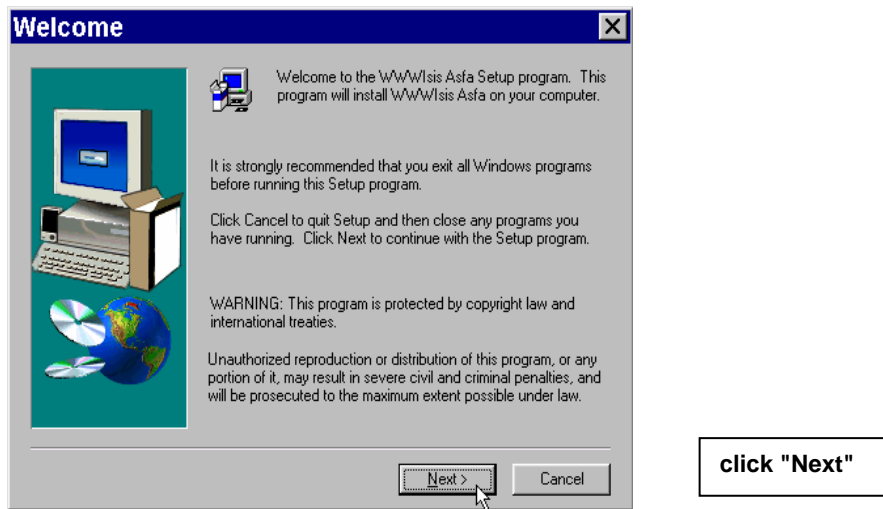 Welcome
Welcome to the WWWIsis Asfa Setup program. This
program will install WWWIsis Asfa on your computer.
It is strongly recommended that you exit all Windows programs
before running this Setup program.
Click Cancel to quit Setup and then close any programs you
have running. Click Next to continue with the Setup program.
WARNING: This program is protected by copyright law and
international treaties.
Unauthorized reproduction or distribution of this program, or any
portion of it, may result in severe civil and criminal penalties, and
will be prosecuted to the maximum extent possible under law.
Next >
Cancel
click "Next"